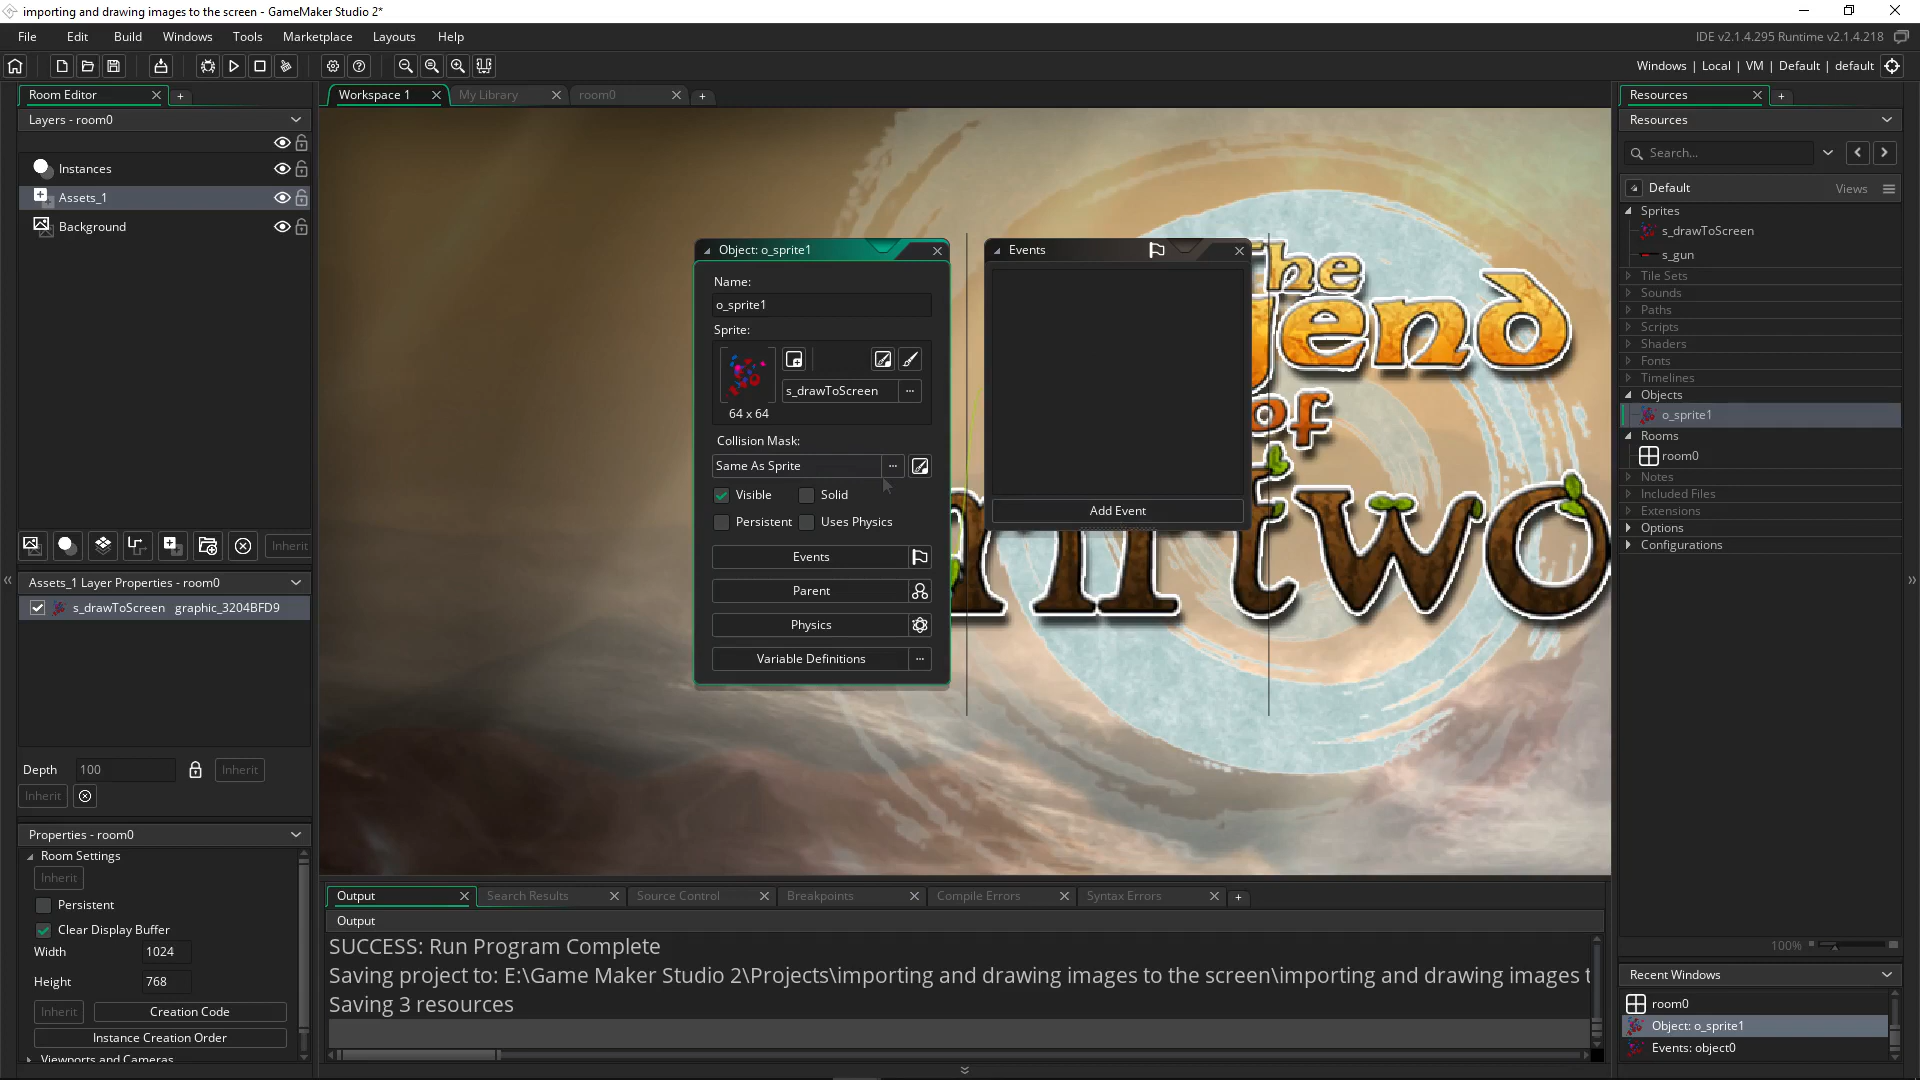 importing and drawing images to the screen - GameMaker Studio 2*
File Edit Build Windows Tools Marketplace Layouts Help
IDE v2.1.4.295 Runtime v2.1.4.218
Windows | Local | VM | Default | default
Room Editor
Layers - room0
Instances
Assets_1
Background
Inherit
Assets_1 Layer Properties - room0
s_drawToScreen graphic_3204BFD9
Depth 100 Inherit
Inherit
Properties - room0
Room Settings
Inherit
Persistent
Clear Display Buffer
Width 1024
Height 768
Inherit Creation Code
Instance Creation Order
Viewports and Cameras
Workspace 1 My Library room0
Object: o_sprite1
Name:
o_sprite1
Sprite:
s_drawToScreen
64 x 64
Collision Mask:
Same As Sprite
Visible Solid
Persistent Uses Physics
Events
Parent
Physics
Variable Definitions
Events
Add Event
The
gend
of
two
Output Search Results Source Control Breakpoints Compile Errors Syntax Errors
Output
SUCCESS: Run Program Complete
Saving project to: E:\Game Maker Studio 2\Projects\importing and drawing images to the screen\importing and drawing images t
Saving 3 resources
Resources
Resources
Search...
Default Views
Sprites
s_drawToScreen
s_gun
Tile Sets
Sounds
Paths
Scripts
Shaders
Fonts
Timelines
Objects
o_sprite1
Rooms
room0
Notes
Included Files
Extensions
Options
Configurations
100%
Recent Windows
room0
Object: o_sprite1
Events: object0